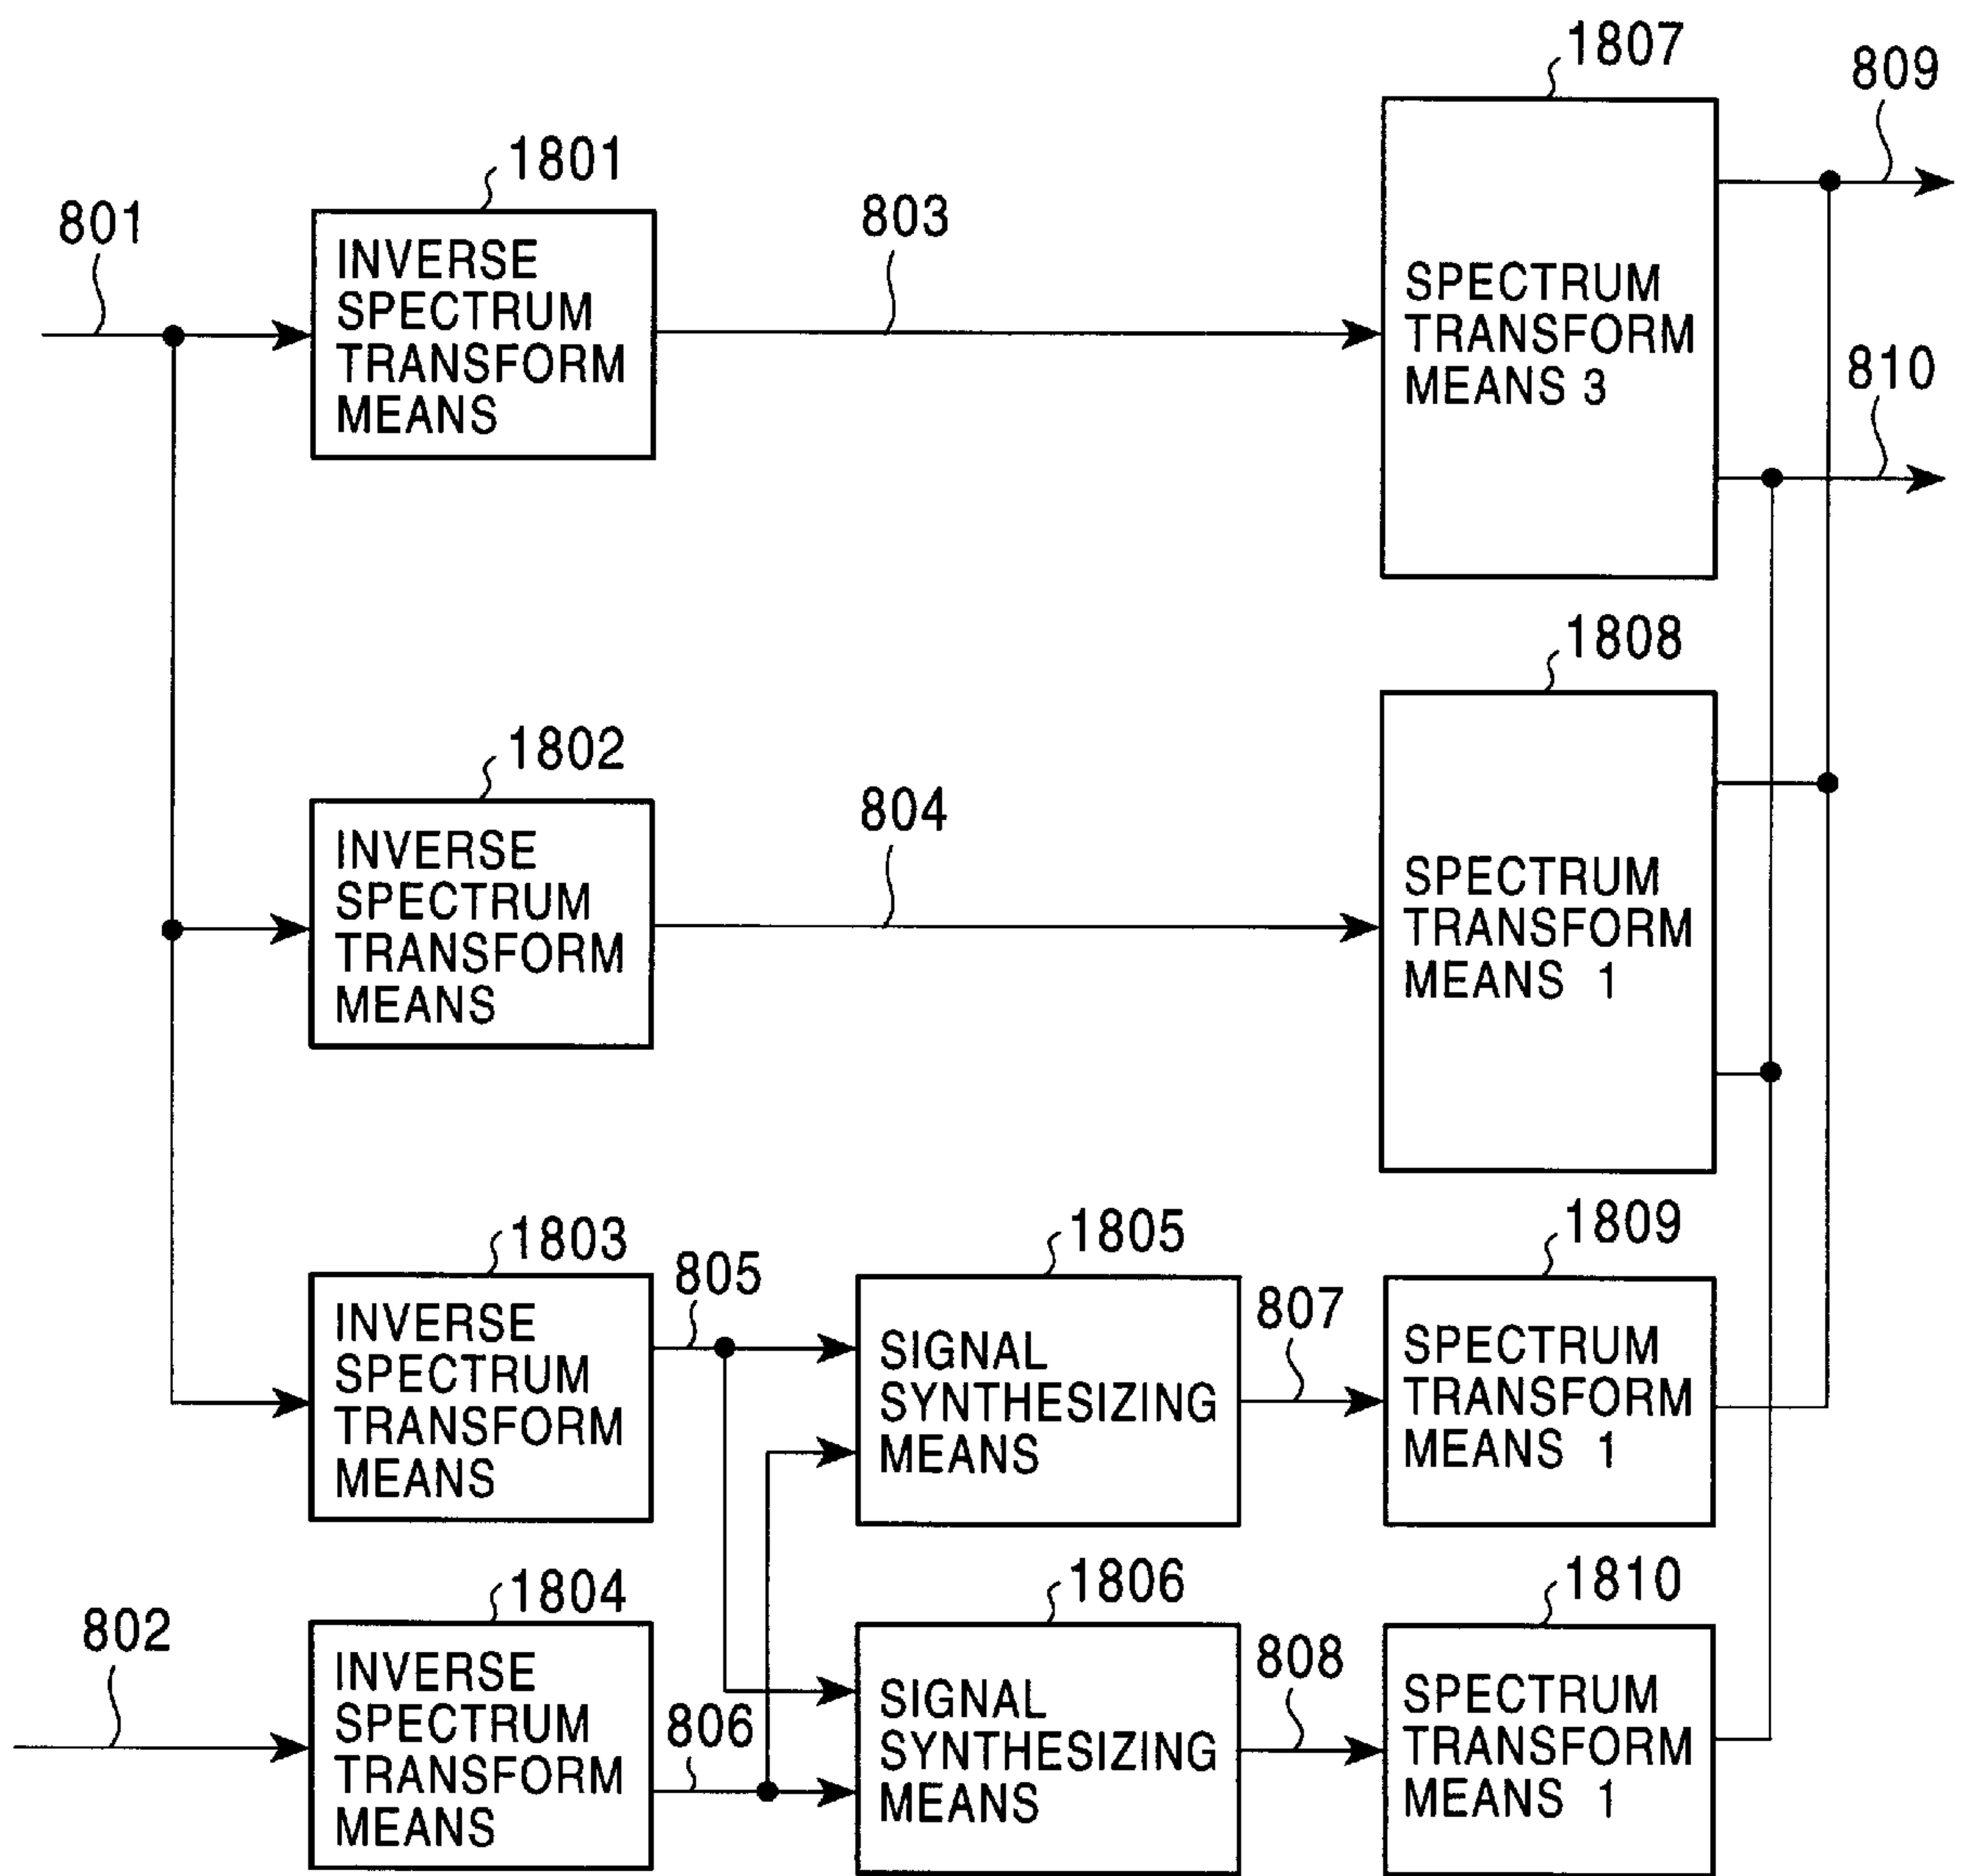 1807
809
1801
801
803
INVERSE
SPECTRUM
TRANSFORM
MEANS
SPECTRUM
TRANSFORM
MEANS 3
810
1808
1802
804
INVERSE
SPECTRUM
TRANSFORM
MEANS
SPECTRUM
TRANSFORM
MEANS 1
1803
805
1805
807
1809
INVERSE
SPECTRUM
TRANSFORM
MEANS
SIGNAL
SYNTHESIZING
MEANS
SPECTRUM
TRANSFORM
MEANS 1
802
1804
806
1806
808
1810
INVERSE
SPECTRUM
TRANSFORM
MEANS
SIGNAL
SYNTHESIZING
MEANS
SPECTRUM
TRANSFORM
MEANS 1